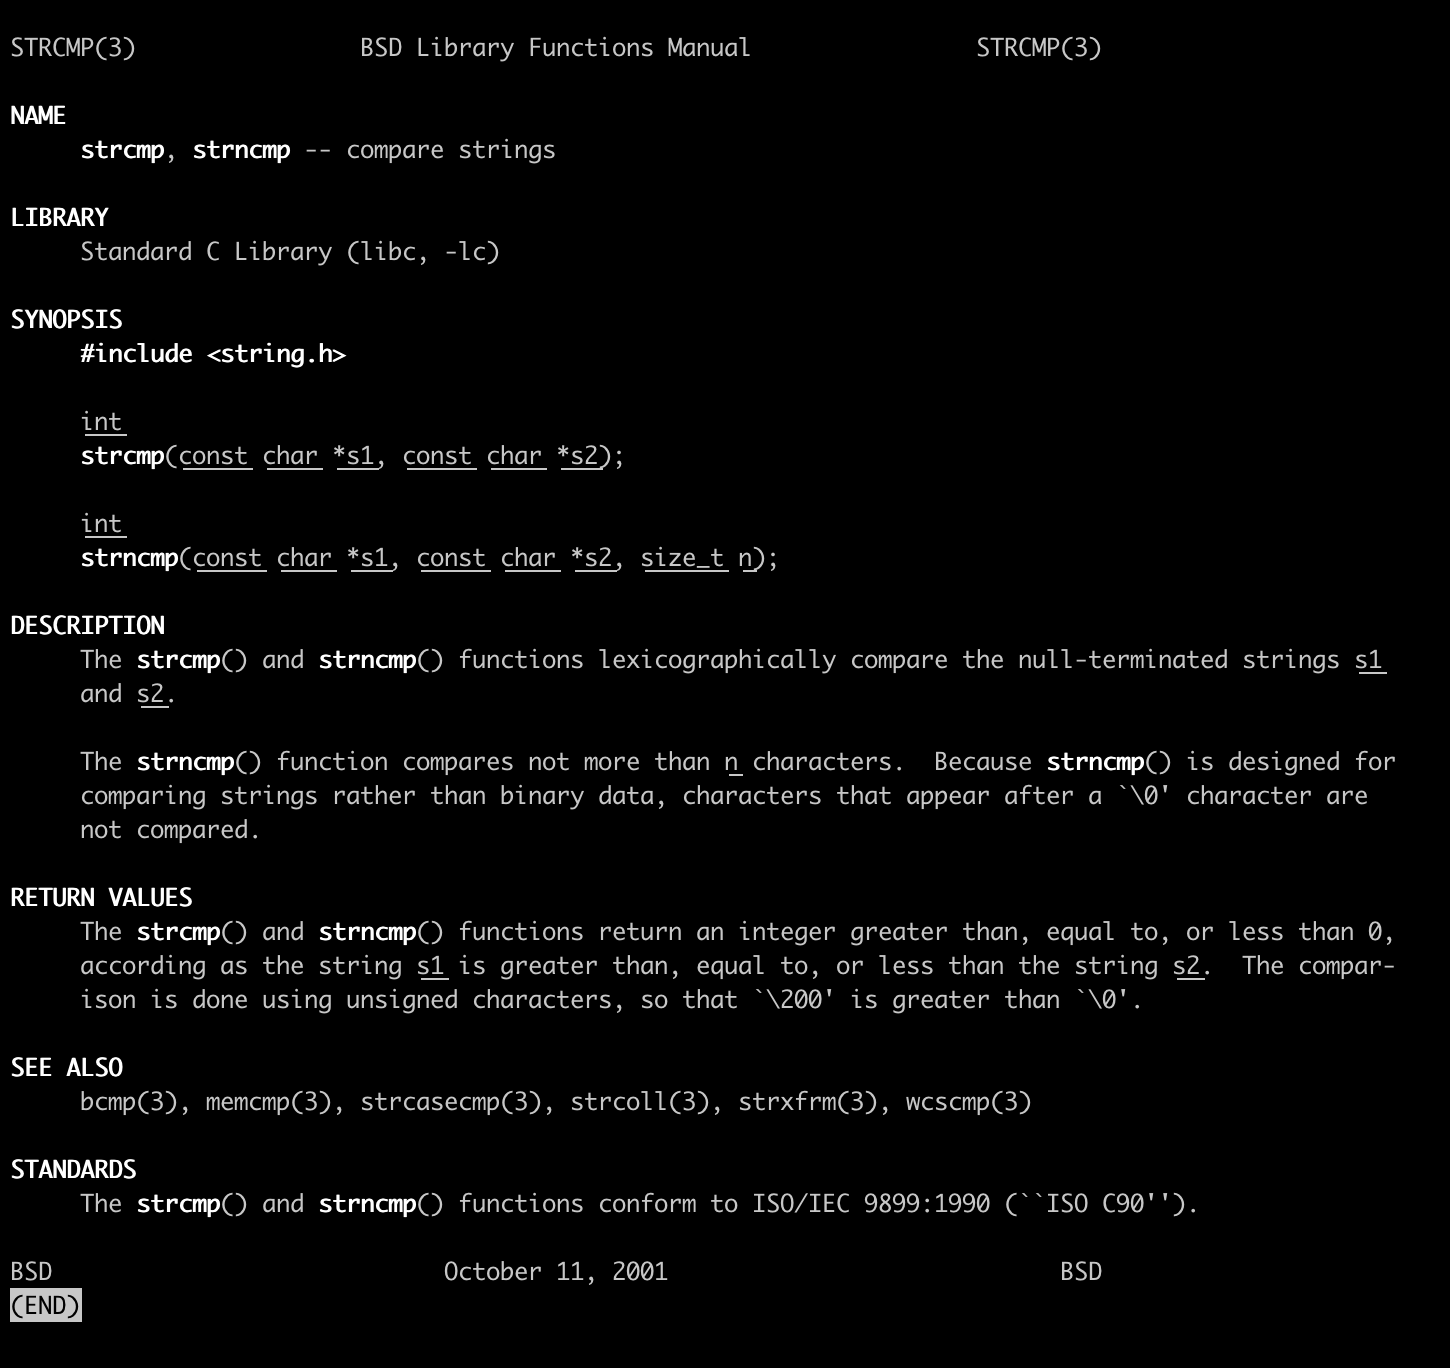 STRCMP(3)                BSD Library Functions Manual                STRCMP(3)
NAME
     strcmp, strncmp -- compare strings
LIBRARY
     Standard C Library (libc, -lc)
SYNOPSIS
     #include <string.h>
     int
     strcmp(const char *s1, const char *s2);
     int
     strncmp(const char *s1, const char *s2, size_t n);
DESCRIPTION
     The strcmp() and strncmp() functions lexicographically compare the null-terminated strings s1
     and s2.
     The strncmp() function compares not more than n characters.  Because strncmp() is designed for
     comparing strings rather than binary data, characters that appear after a `\0' character are
     not compared.
RETURN VALUES
     The strcmp() and strncmp() functions return an integer greater than, equal to, or less than 0,
     according as the string s1 is greater than, equal to, or less than the string s2.  The compar-
     ison is done using unsigned characters, so that `\200' is greater than `\0'.
SEE ALSO
     bcmp(3), memcmp(3), strcasecmp(3), strcoll(3), strxfrm(3), wcscmp(3)
STANDARDS
     The strcmp() and strncmp() functions conform to ISO/IEC 9899:1990 (``ISO C90'').
BSD                            October 11, 2001                            BSD
(END)